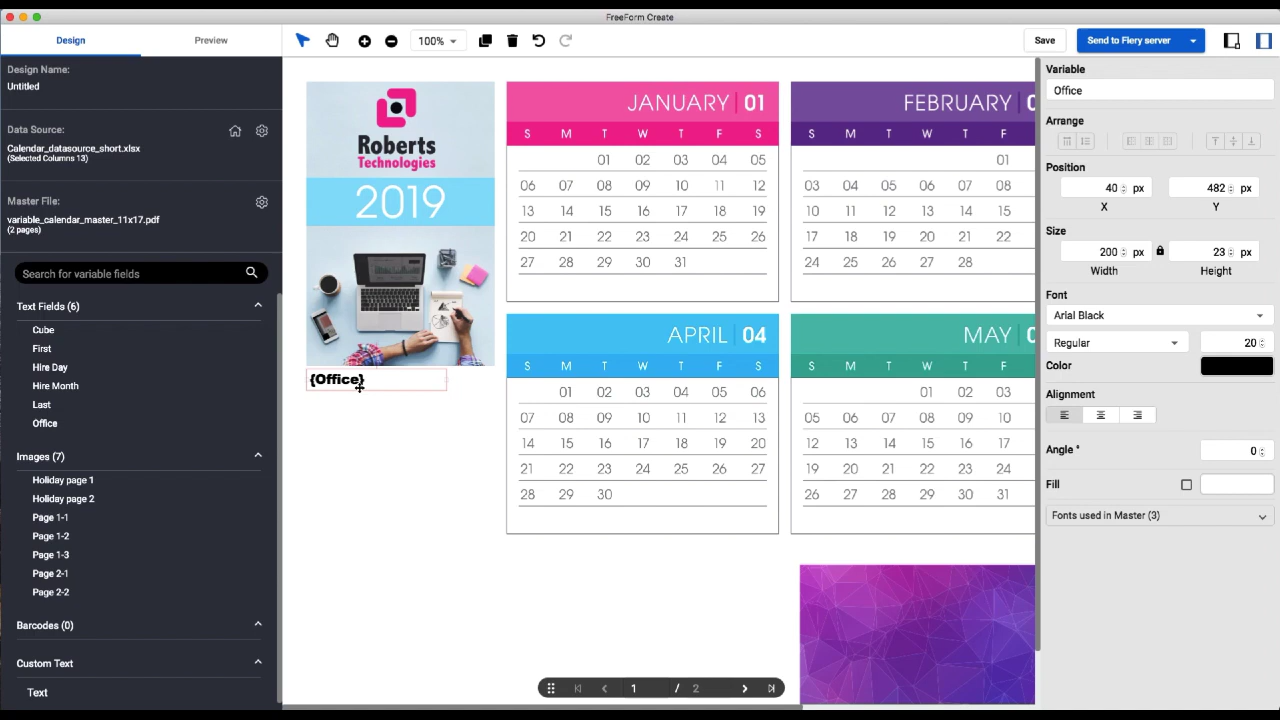 FreeForm Create
Design
Preview
100%
Save
Send to Fiery server
Design Name:
Untitled
Data Source:
Calendar_datasource_short.xlsx
(Selected Columns 13)
Master File:
variable_calendar_master_11x17.pdf
(2 pages)
Search for variable fields
Text Fields (6)
Cube
First
Hire Day
Hire Month
Last
Office
Images (7)
Holiday page 1
Holiday page 2
Page 1-1
Page 1-2
Page 1-3
Page 2-1
Page 2-2
Barcodes (0)
Custom Text
Text
Roberts
Technologies
2019
{Office}
JANUARY 01
S M T W T F S
01 02 03 04 05
06 07 08 09 10 11 12
13 14 15 16 17 18 19
20 21 22 23 24 25 26
27 28 29 30 31
FEBRUARY 0
S M T W T F
01
03 04 05 06 07 08
10 11 12 13 14 15
17 18 19 20 21 22
24 25 26 27 28
APRIL 04
S M T W T F S
01 02 03 04 05 06
07 08 09 10 11 12 13
14 15 16 17 18 19 20
21 22 23 24 25 26 27
28 29 30
MAY 0
S M T W T F
01 02 03
05 06 07 08 09 10
12 13 14 15 16 17
19 20 21 22 23 24
26 27 28 29 30 31
1 / 2
Variable
Office
Arrange
Position
40 px 482 px
X Y
Size
200 px 23 px
Width Height
Font
Arial Black
Regular 20
Color
Alignment
Angle ° 0
Fill
Fonts used in Master (3)